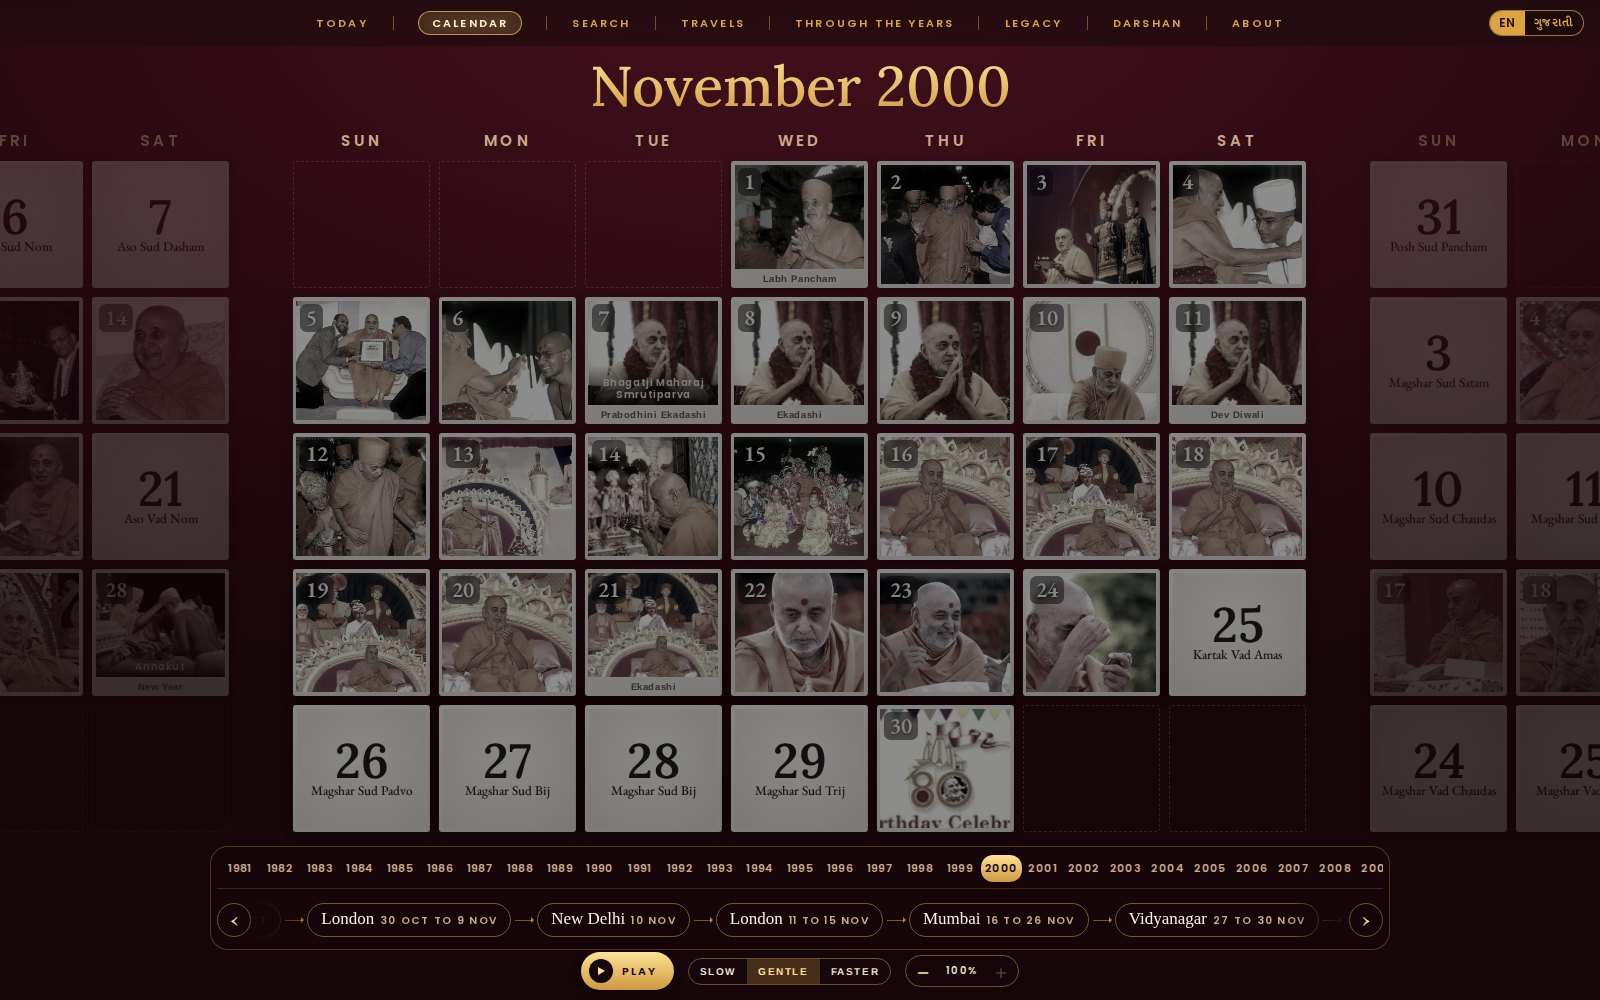 TODAY CALENDAR SEARCH TRAVELS THROUGH THE YEARS LEGACY DARSHAN ABOUT EN ગુજરાતી
November 2000
FRI SAT SUN MON TUE WED THU FRI SAT SUN MON
6 7 1 2 3 4 31
Sud Nom Aso Sud Dasham Labh Pancham Posh Sud Pancham
14 5 6 7 8 9 10 11 3 4
Bhagatji Maharaj
Smrutiparva
Prabodhini Ekadashi Ekadashi Dev Diwali Magshar Sud Satam
21 12 13 14 15 16 17 18 10 11
Aso Vad Nom Magshar Sud Chaudas Magshar Sud
28 19 20 21 22 23 24 25 17 18
Annakut Kartak Vad Amas
New Year Ekadashi
26 27 28 29 30 24 25
Magshar Sud Padvo Magshar Sud Bij Magshar Sud Bij Magshar Sud Trij rthday Celebr Magshar Vad Chaudas Magshar Vad
1981 1982 1983 1984 1985 1986 1987 1988 1989 1990 1991 1992 1993 1994 1995 1996 1997 1998 1999 2000 2001 2002 2003 2004 2005 2006 2007 2008 200
London 30 OCT TO 9 NOV New Delhi 10 NOV London 11 TO 15 NOV Mumbai 16 TO 26 NOV Vidyanagar 27 TO 30 NOV
PLAY SLOW GENTLE FASTER − 100% +